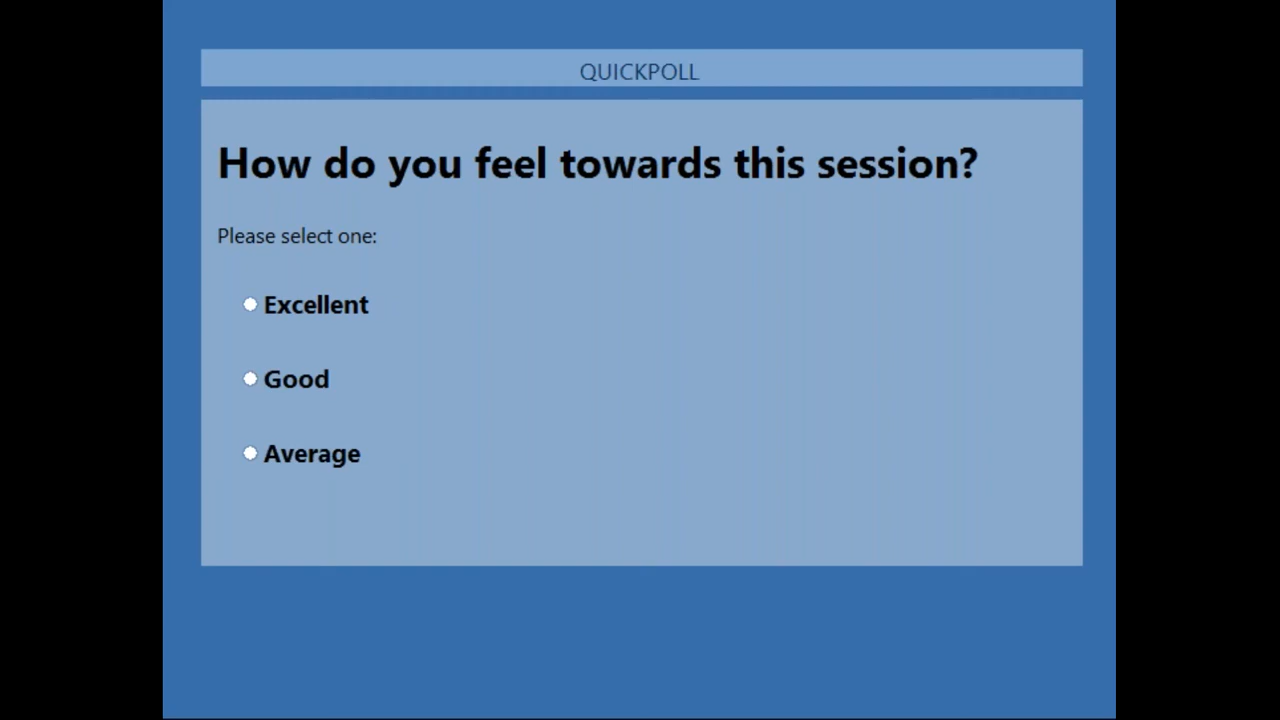 QUICKPOLL
How do you feel towards this session?
Please select one:
Excellent
Good
Average